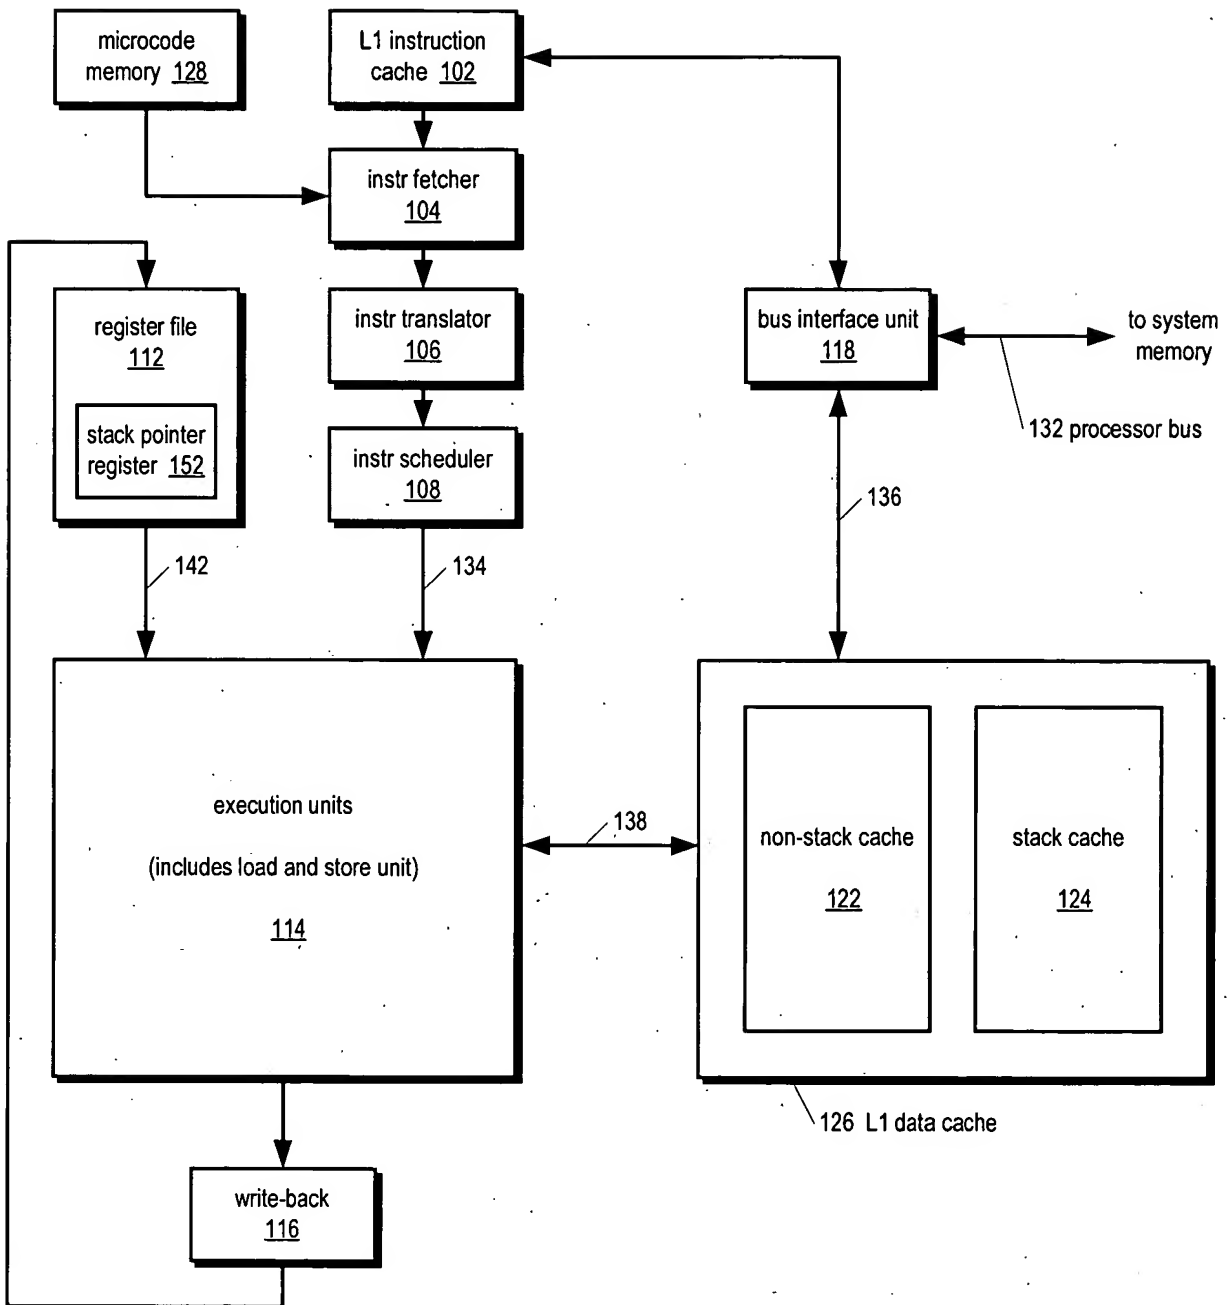 microcode
memory 128
L1 instruction
cache 102
instr fetcher
104
register file
112
stack pointer
register 152
instr translator
106
instr scheduler
108
bus interface unit
118
to system
memory
132 processor bus
136
142
134
execution units
(includes load and store unit)
114
138
non-stack cache
122
stack cache
124
126 L1 data cache
write-back
116